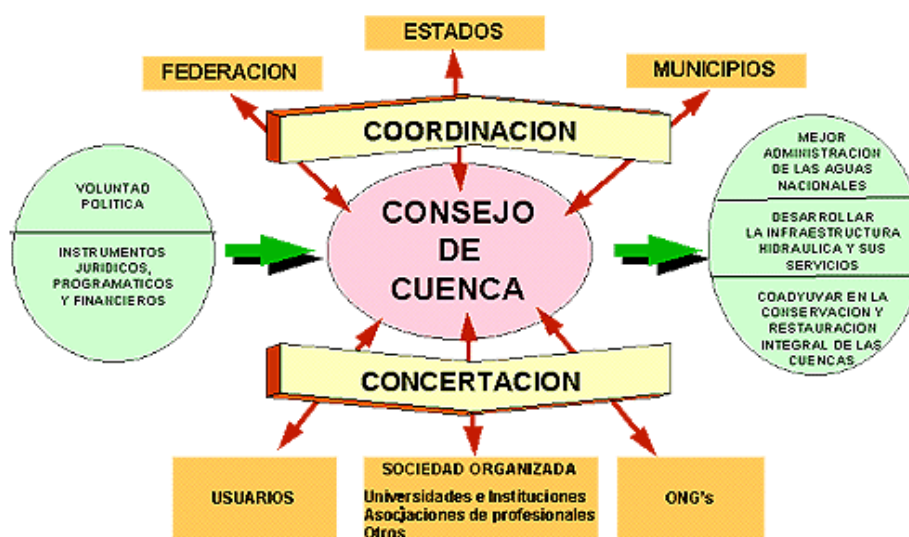 ESTADOS
FEDERACION
MUNICIPIOS
COORDINACION
VOLUNTAD
POLITICA
INSTRUMENTOS
JURIDICOS,
PROGRAMATICOS
Y FINANCIEROS
CONSEJO
DE
CUENCA
MEJOR
ADMINISTRACION
DE LAS AGUAS
NACIONALES
DESARROLLAR
LA INFRAESTRUCTURA
HIDRAULICA Y SUS
SERVICIOS
COADYUVAR EN LA
CONSERVACION Y
RESTAURACION
INTEGRAL DE LAS
CUENCAS
CONCERTACION
USUARIOS
SOCIEDAD ORGANIZADA
Universidades e Instituciones
Asociaciones de profesionales
Otros
ONG's